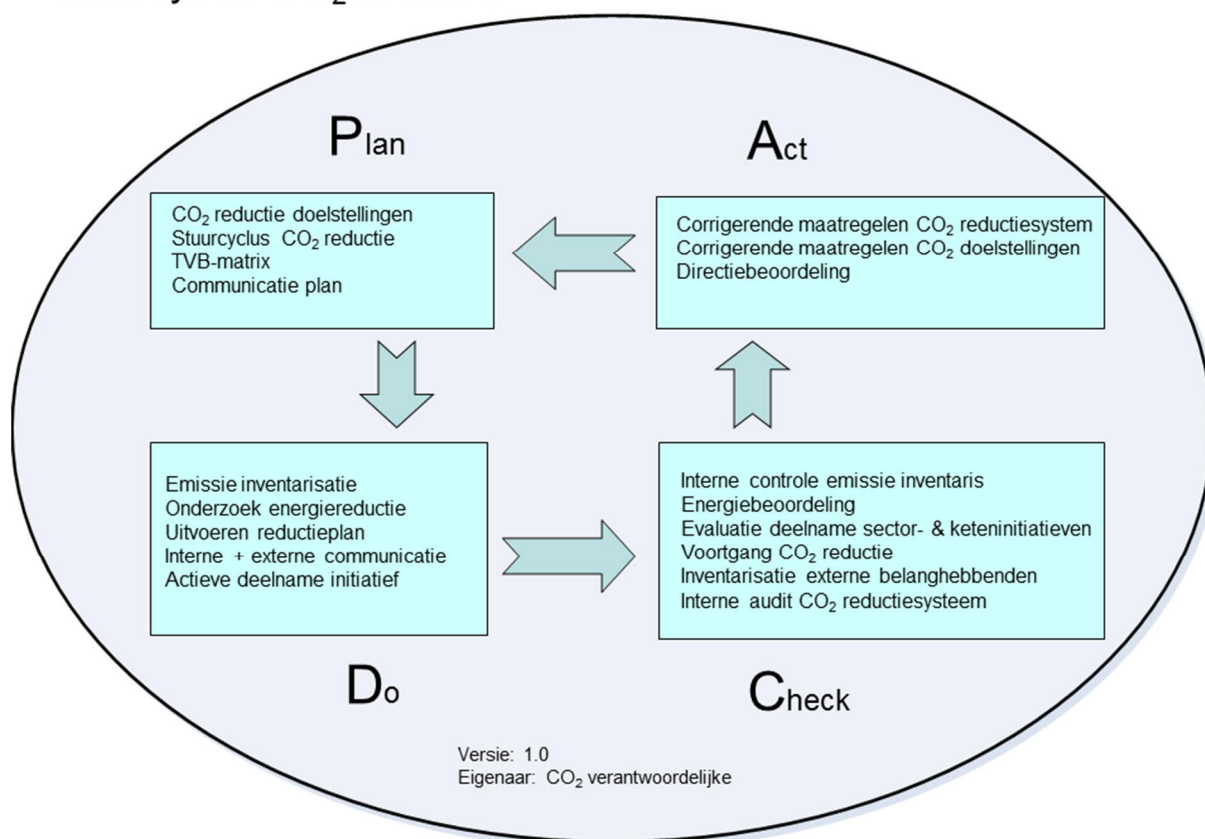 Plan
CO₂ reductie doelstellingen
Stuurcyclus CO₂ reductie
TVB-matrix
Communicatie plan
Act
Corrigerende maatregelen CO₂ reductiesystem
Corrigerende maatregelen CO₂ doelstellingen
Directiebeoordeling
Emissie inventarisatie
Onderzoek energiereductie
Uitvoeren reductieplan
Interne + externe communicatie
Actieve deelname initiatief
Do
Interne controle emissie inventaris
Energiebeoordeling
Evaluatie deelname sector- & keteninitiatieven
Voortgang CO₂ reductie
Inventarisatie externe belanghebbenden
Interne audit CO₂ reductiesysteem
Check
Versie: 1.0
Eigenaar: CO₂ verantwoordelijke